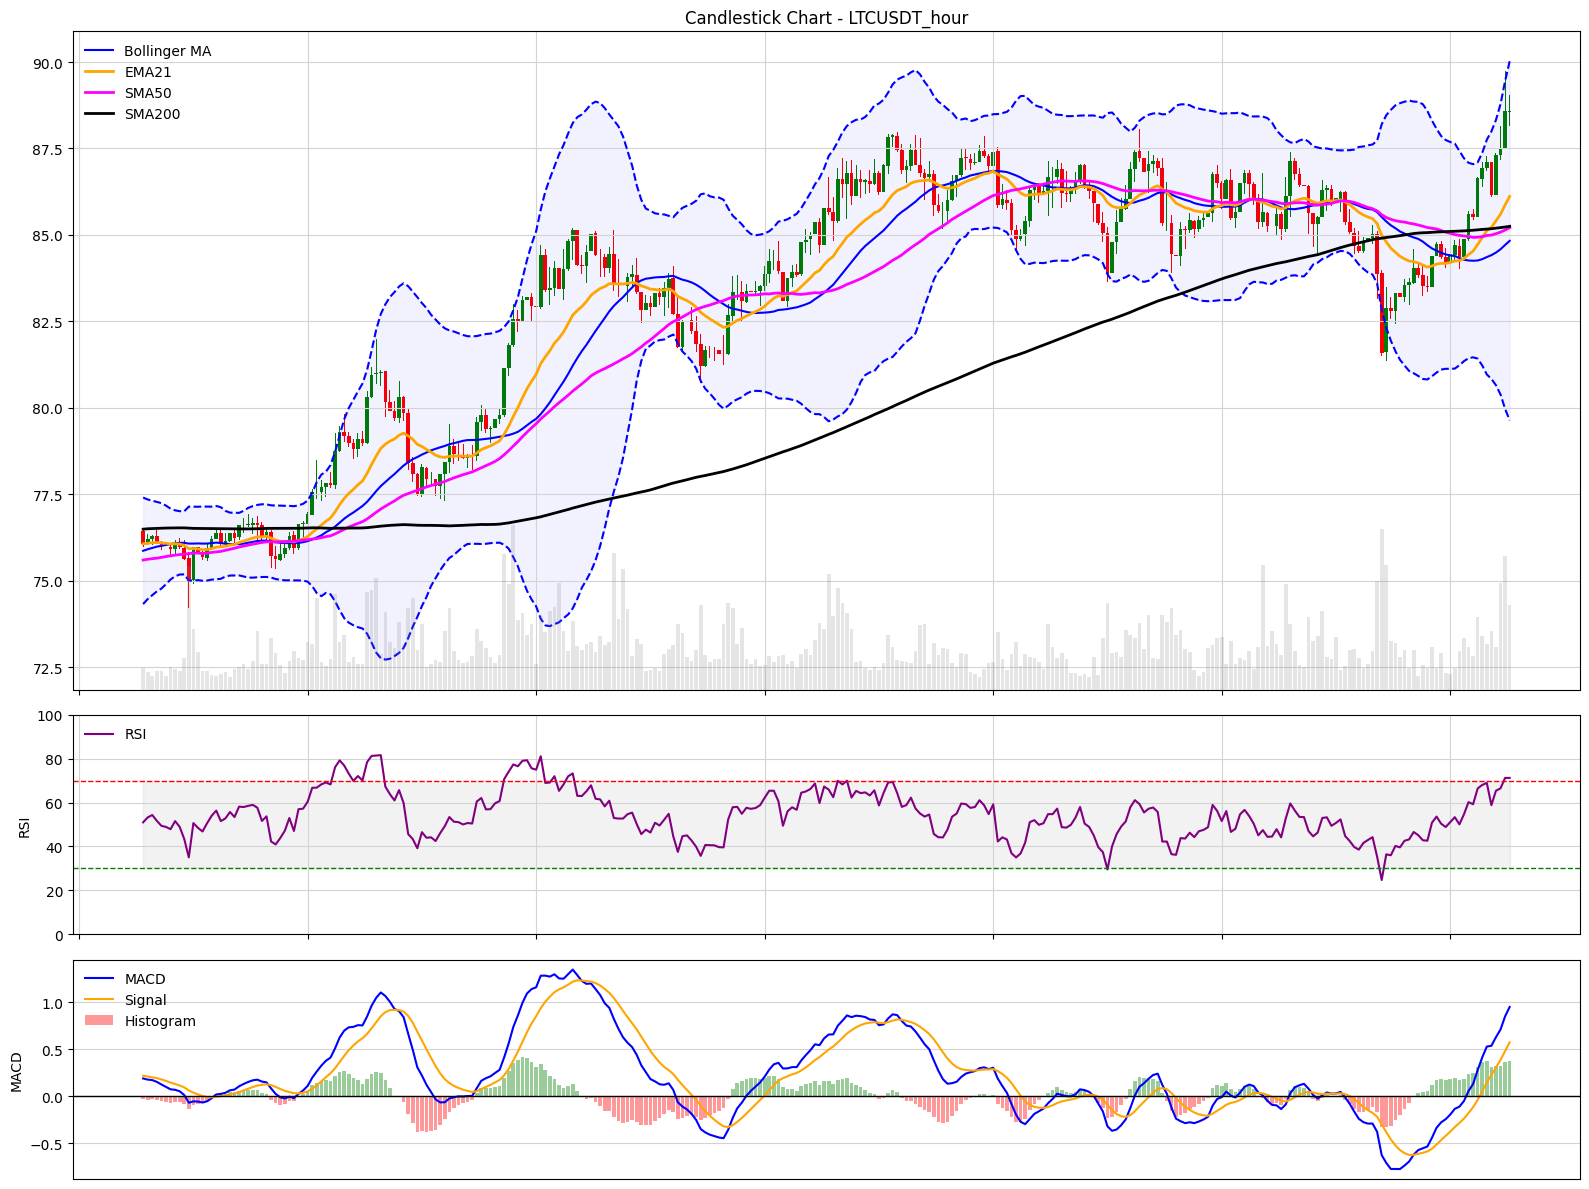 Candlestick Chart - LTCUSDT_hour
Bollinger MA
EMA21
SMA50
SMA200
90.0
87.5
85.0
82.5
80.0
77.5
75.0
72.5
RSI
100
80
60
40
20
0
RSI
MACD
Signal
Histogram
1.0
0.5
0.0
−0.5
MACD